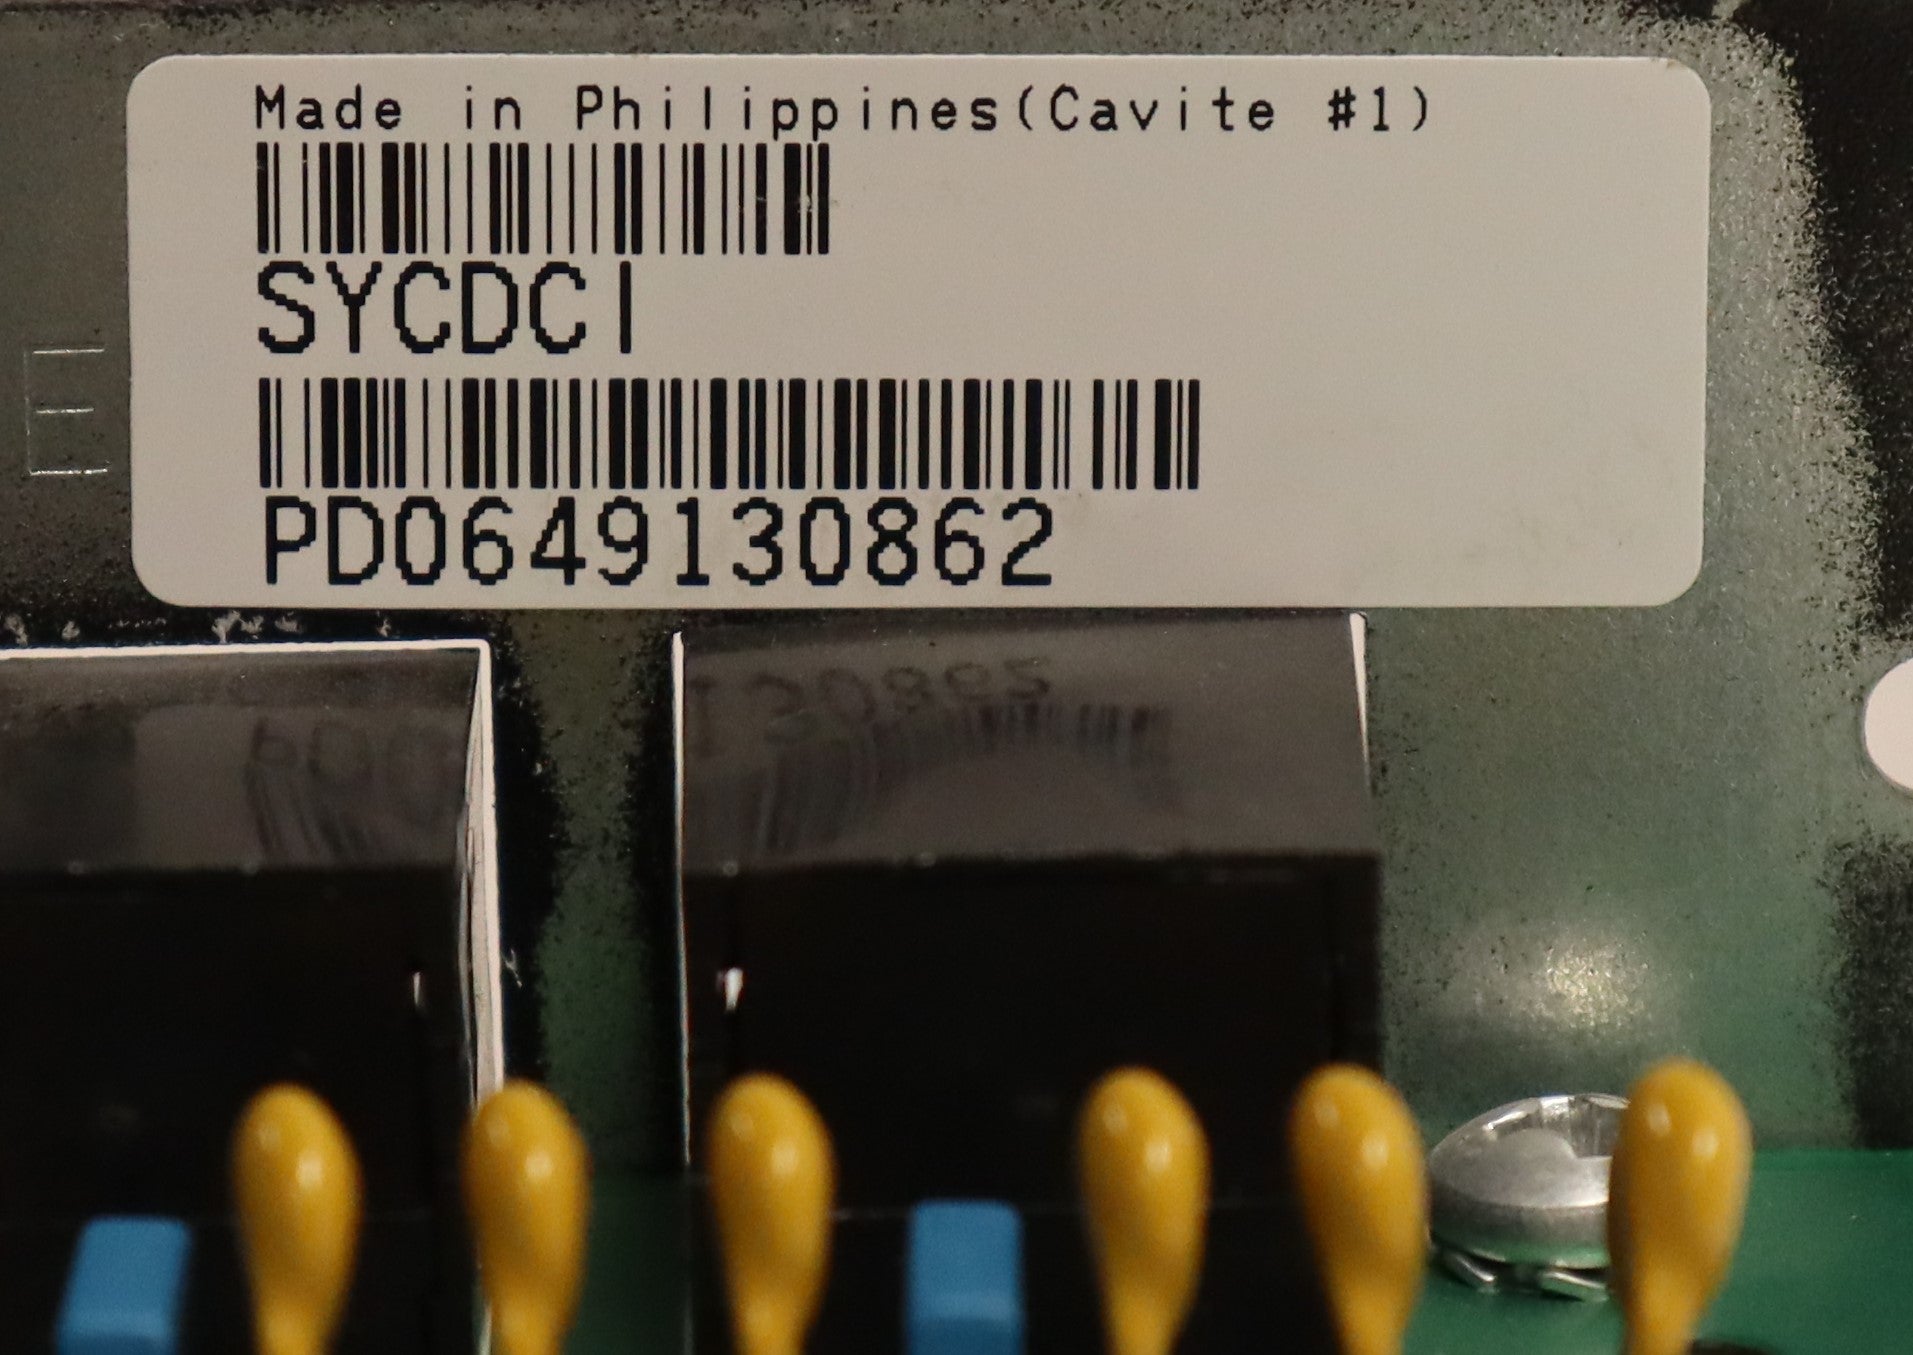 Made in Philippines(Cavite #1)
SYCDCI
PD0649130862